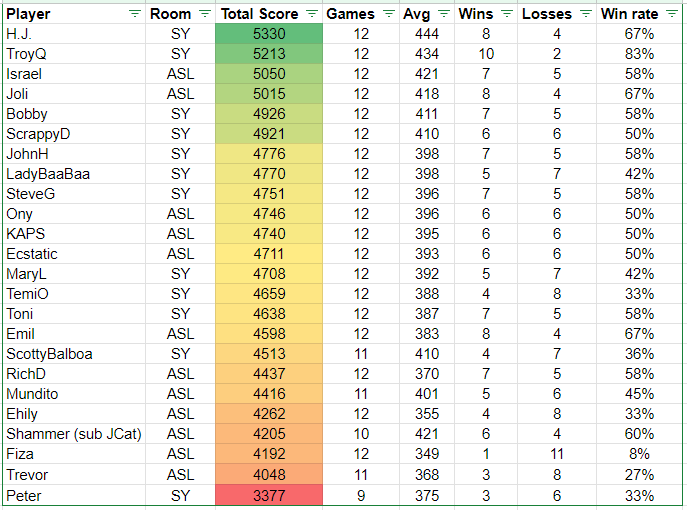 Player Room Total Score Games Avg Wins Losses Win rate
H.J. SY 5330 12 444 8 4 67%
TroyQ SY 5213 12 434 10 2 83%
Israel ASL 5050 12 421 7 5 58%
Joli ASL 5015 12 418 8 4 67%
Bobby SY 4926 12 411 7 5 58%
ScrappyD SY 4921 12 410 6 6 50%
JohnH SY 4776 12 398 7 5 58%
LadyBaaBaa SY 4770 12 398 5 7 42%
SteveG SY 4751 12 396 7 5 58%
Ony ASL 4746 12 396 6 6 50%
KAPS ASL 4740 12 395 6 6 50%
Ecstatic ASL 4711 12 393 6 6 50%
MaryL SY 4708 12 392 5 7 42%
TemiO SY 4659 12 388 4 8 33%
Toni SY 4638 12 387 7 5 58%
Emil ASL 4598 12 383 8 4 67%
ScottyBalboa SY 4513 11 410 4 7 36%
RichD ASL 4437 12 370 7 5 58%
Mundito ASL 4416 11 401 5 6 45%
Ehily ASL 4262 12 355 4 8 33%
Shammer (sub JCat) ASL 4205 10 421 6 4 60%
Fiza ASL 4192 12 349 1 11 8%
Trevor ASL 4048 11 368 3 8 27%
Peter SY 3377 9 375 3 6 33%